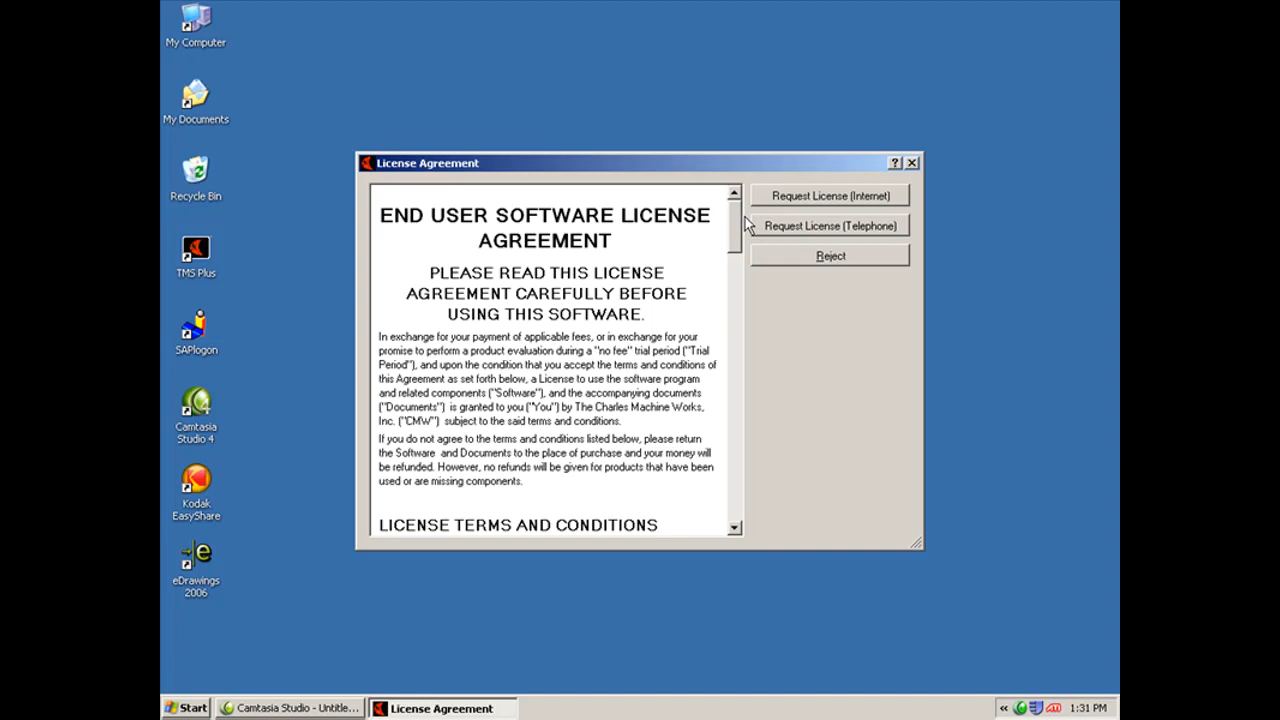 My Computer
My Documents
Recycle Bin
TMS Plus
SAPlogon
Camtasia
Studio 4
Kodak
EasyShare
eDrawings
2006
License Agreement
END USER SOFTWARE LICENSE
AGREEMENT
PLEASE READ THIS LICENSE
AGREEMENT CAREFULLY BEFORE
USING THIS SOFTWARE.
In exchange for your payment of applicable fees, or in exchange for your
promise to perform a product evaluation during a "no fee" trial period ("Trial
Period"), and upon the condition that you accept the terms and conditions of
this Agreement as set forth below, a License to use the software program
and related components ("Software"), and the accompanying documents
("Documents") is granted to you ("You") by The Charles Machine Works,
Inc. ("CMW") subject to the said terms and conditions.
If you do not agree to the terms and conditions listed below, please return
the Software and Documents to the place of purchase and your money will
be refunded. However, no refunds will be given for products that have been
used or are missing components.
LICENSE TERMS AND CONDITIONS
Request License (Internet)
Request License (Telephone)
Reject
Start
Camtasia Studio - Untitle...
License Agreement
1:31 PM